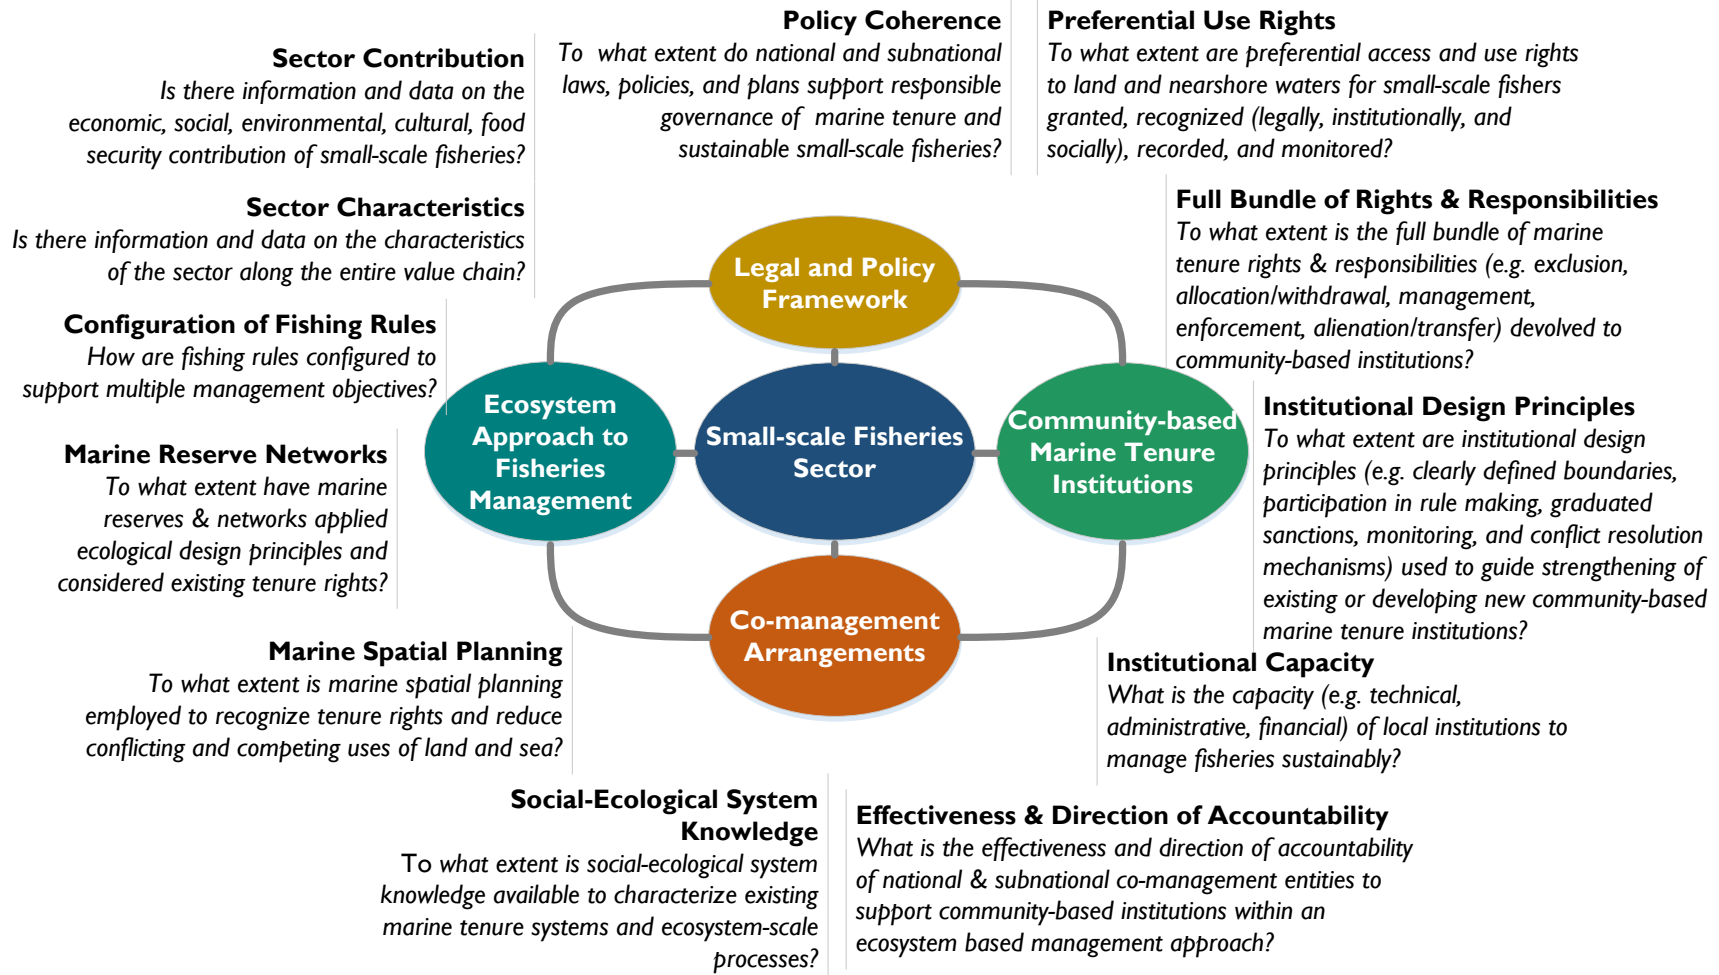 Policy Coherence
To what extent do national and subnational
laws, policies, and plans support responsible
governance of marine tenure and
sustainable small-scale fisheries?
Preferential Use Rights
To what extent are preferential access and use rights
to land and nearshore waters for small-scale fishers
granted, recognized (legally, institutionally, and
socially), recorded, and monitored?
Sector Contribution
Is there information and data on the
economic, social, environmental, cultural, food
security contribution of small-scale fisheries?
Sector Characteristics
Is there information and data on the characteristics
of the sector along the entire value chain?
Full Bundle of Rights & Responsibilities
To what extent is the full bundle of marine
tenure rights & responsibilities (e.g. exclusion,
allocation/withdrawal, management,
enforcement, alienation/transfer) devolved to
community-based institutions?
Configuration of Fishing Rules
How are fishing rules configured to
support multiple management objectives?
Legal and Policy
Framework
Ecosystem
Approach to
Fisheries
Management
Small-scale Fisheries
Sector
Community-based
Marine Tenure
Institutions
Co-management
Arrangements
Institutional Design Principles
To what extent are institutional design
principles (e.g. clearly defined boundaries,
participation in rule making, graduated
sanctions, monitoring, and conflict resolution
mechanisms) used to guide strengthening of
existing or developing new community-based
marine tenure institutions?
Marine Reserve Networks
To what extent have marine
reserves & networks applied
ecological design principles and
considered existing tenure rights?
Marine Spatial Planning
To what extent is marine spatial planning
employed to recognize tenure rights and reduce
conflicting and competing uses of land and sea?
Institutional Capacity
What is the capacity (e.g. technical,
administrative, financial) of local institutions to
manage fisheries sustainably?
Social-Ecological System
Knowledge
To what extent is social-ecological system
knowledge available to characterize existing
marine tenure systems and ecosystem-scale
processes?
Effectiveness & Direction of Accountability
What is the effectiveness and direction of accountability
of national & subnational co-management entities to
support community-based institutions within an
ecosystem based management approach?